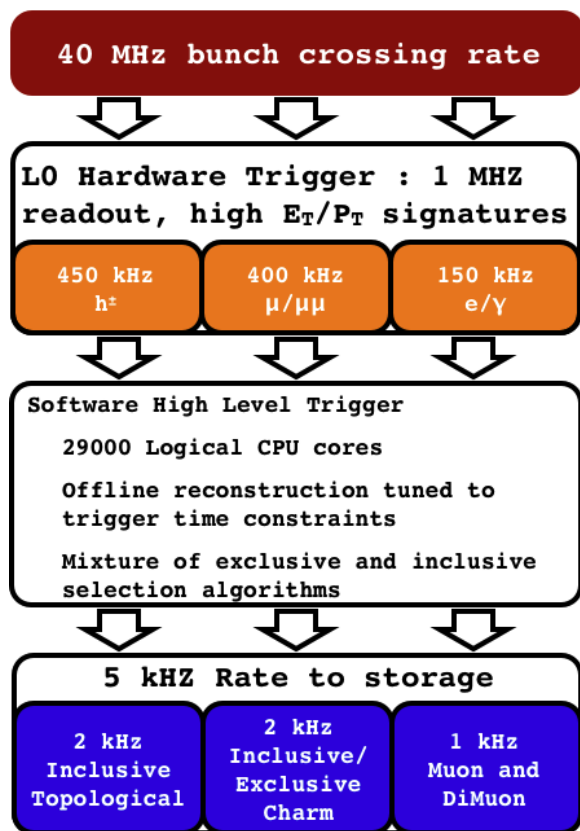 40 MHz bunch crossing rate
L0 Hardware Trigger : 1 MHz
readout, high Eᴛ/Pᴛ signatures
450 kHz
h±
400 kHz
μ/μμ
150 kHz
e/γ
Software High Level Trigger
29000 Logical CPU cores
Offline reconstruction tuned to
trigger time constraints
Mixture of exclusive and inclusive
selection algorithms
5 kHZ Rate to storage
2 kHz
Inclusive
Topological
2 kHz
Inclusive/
Exclusive
Charm
1 kHz
Muon and
DiMuon